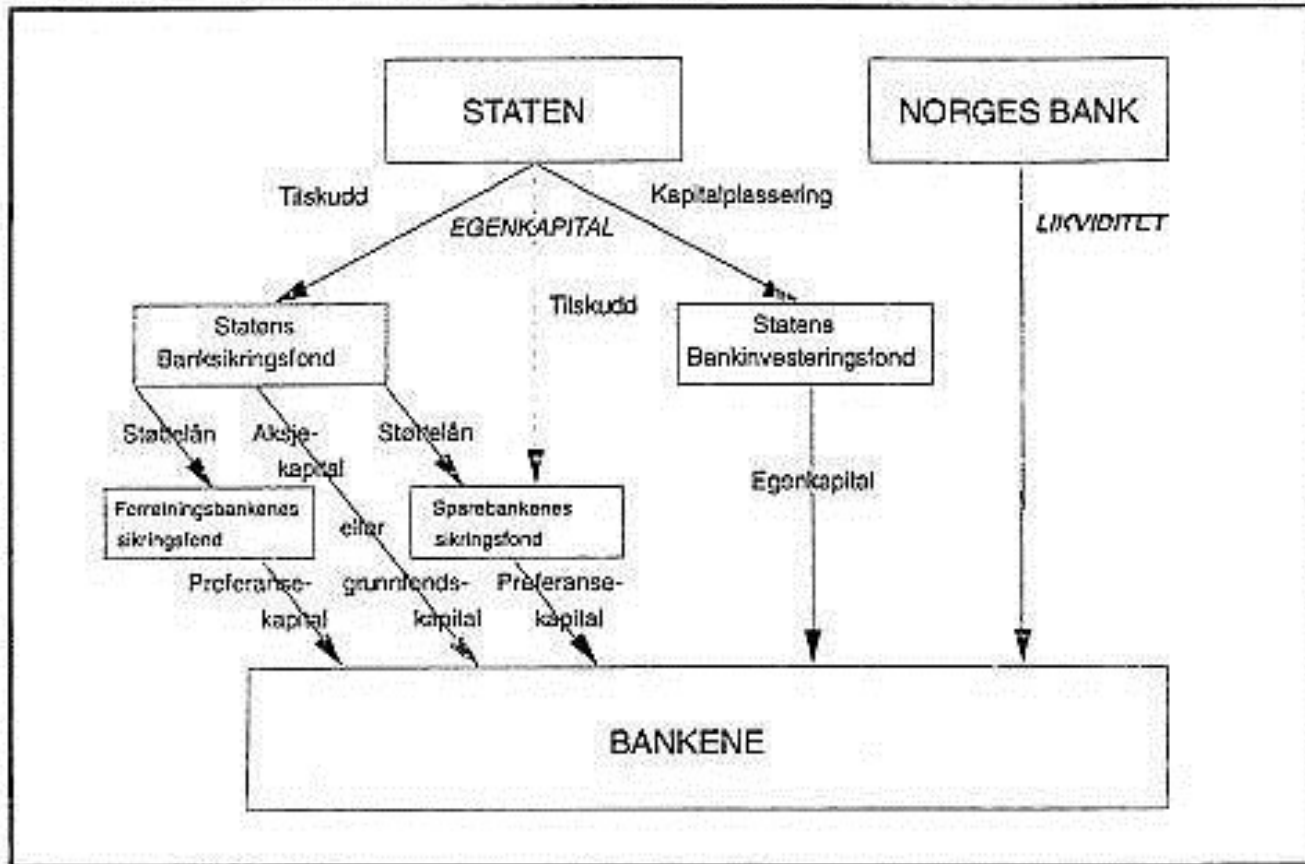 STATEN
NORGES BANK
Tilskudd
Kapitalplassering
EGENKAPITAL
LIKVIDITET
Tilskudd
Statens
Banksikringsfond
Statens
Bankinvesteringsfond
Støttelån
Aksje-
kapital
Støttelån
Egenkapital
Forretningsbankenes
sikringsfond
eller
Sparebankenes
sikringsfond
Preferanse-
kapital
grunnfonds-
kapital
Preferanse-
kapital
BANKENE